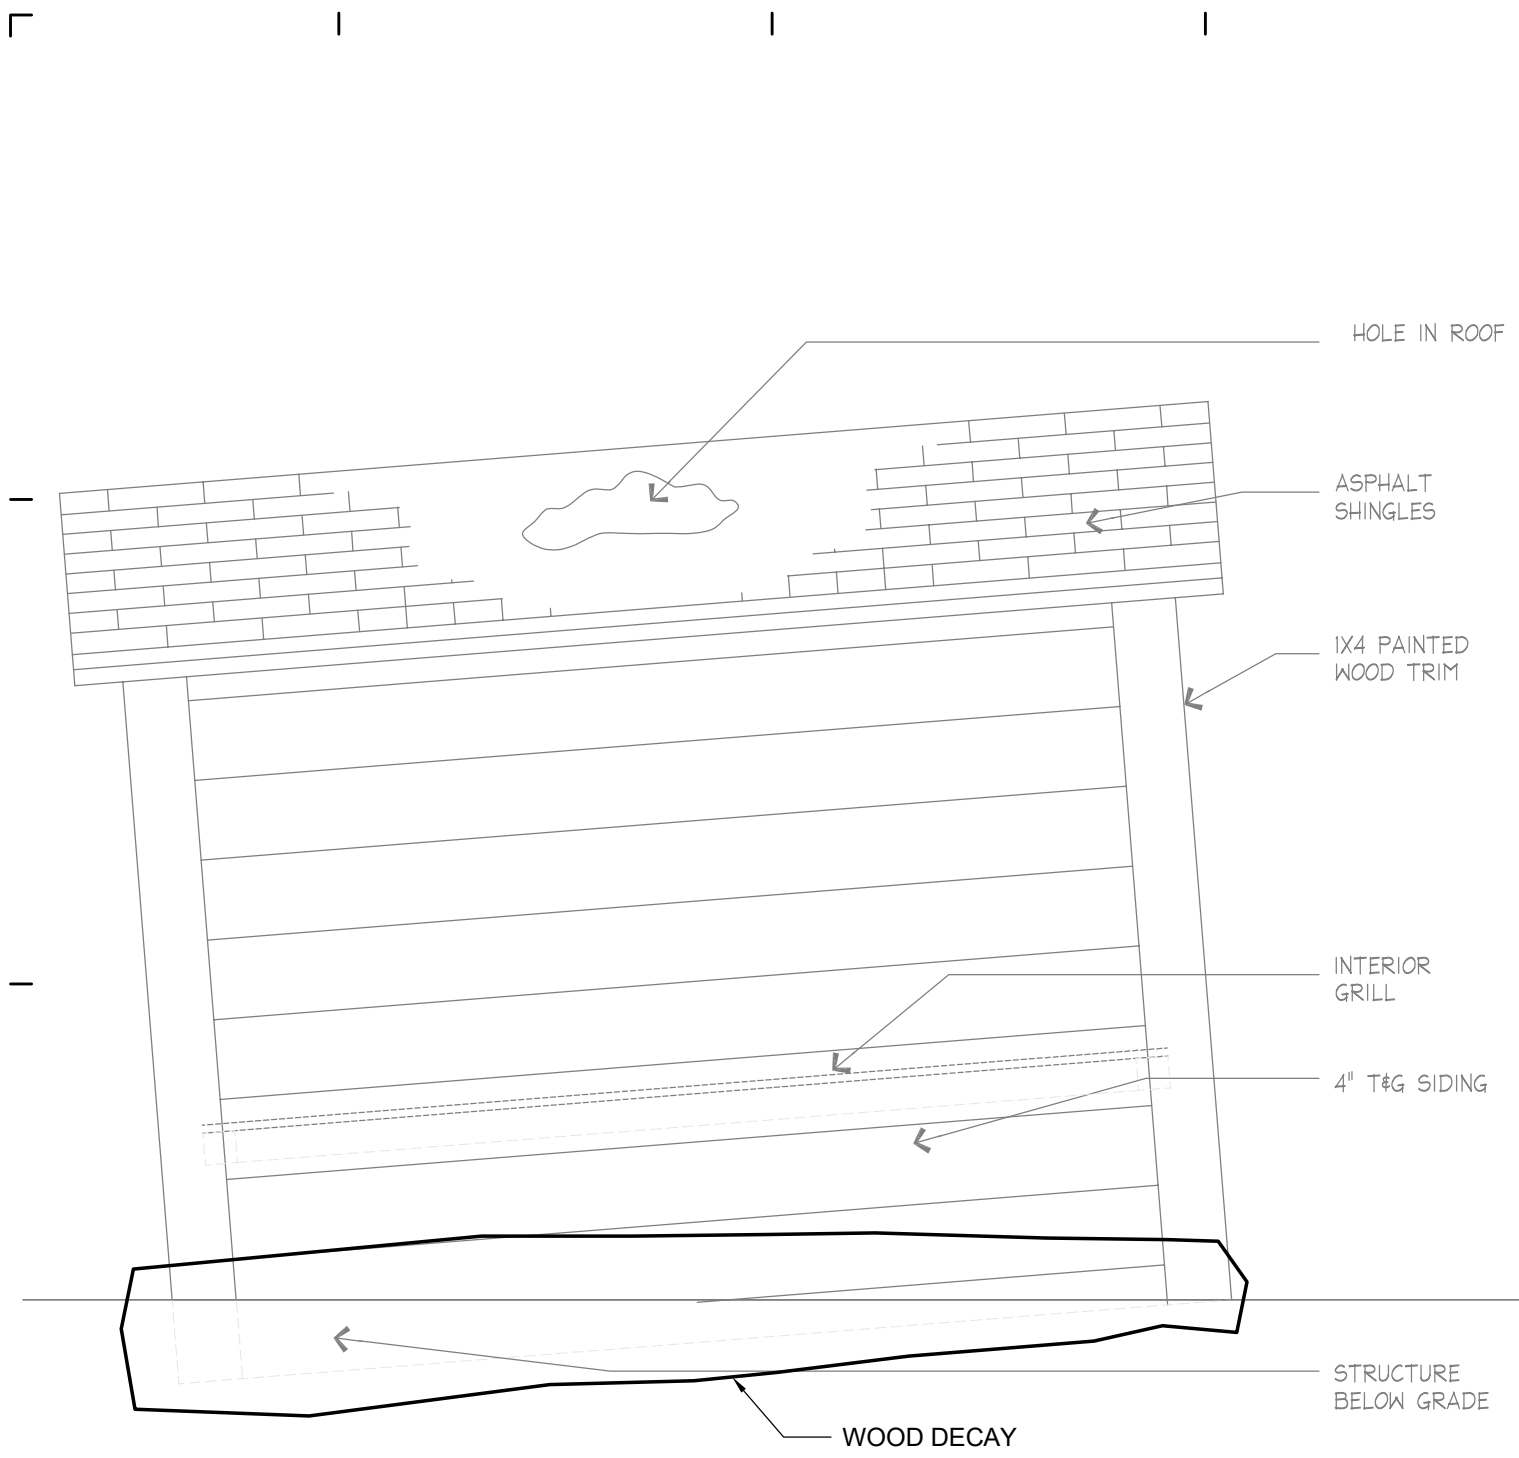 HOLE IN ROOF
ASPHALT
SHINGLES
1X4 PAINTED
WOOD TRIM
INTERIOR
GRILL
4" T&G SIDING
STRUCTURE
BELOW GRADE
WOOD DECAY